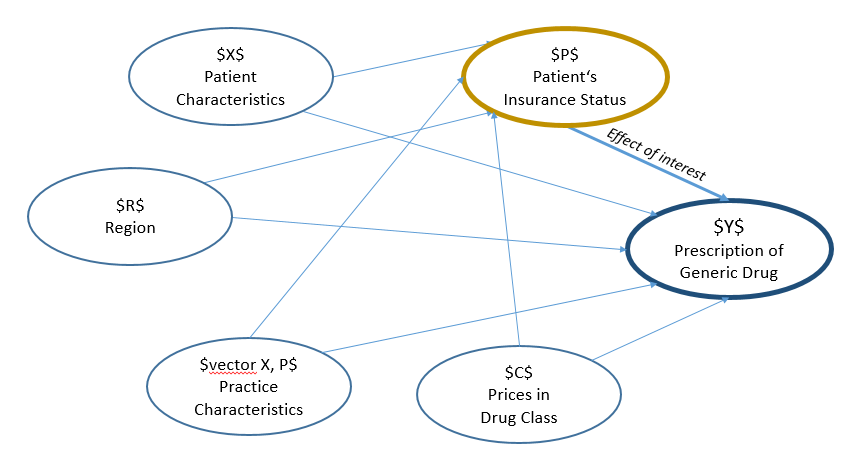 $X$
Patient
Characteristics
$P$
Patient‘s
Insurance Status
Effect of interest
$R$
Region
$Y$
Prescription of
Generic Drug
$vector X, P$
Practice
Characteristics
$C$
Prices in
Drug Class